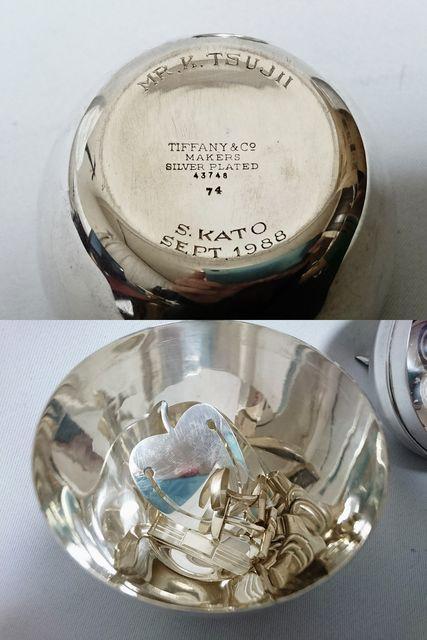 MR. K. TSUJII
TIFFANY & Co
MAKERS
SILVER PLATED
43748
74
S. KATO
SEPT. 1988